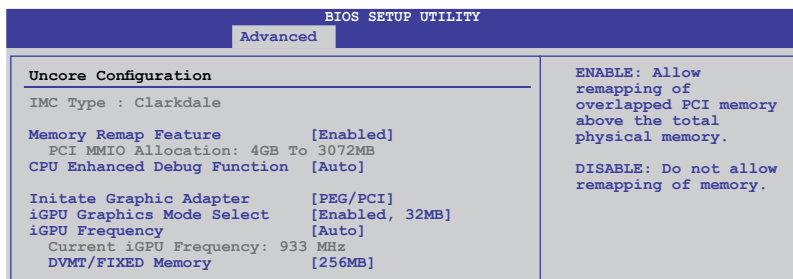 BIOS SETUP UTILITY
Advanced
Uncore Configuration
IMC Type : Clarkdale
Memory Remap Feature [Enabled]
PCI MMIO Allocation: 4GB To 3072MB
CPU Enhanced Debug Function [Auto]
Initate Graphic Adapter [PEG/PCI]
iGPU Graphics Mode Select [Enabled, 32MB]
iGPU Frequency [Auto]
Current iGPU Frequency: 933 MHz
DVMT/FIXED Memory [256MB]
ENABLE: Allow
remapping of
overlapped PCI memory
above the total
physical memory.
DISABLE: Do not allow
remapping of memory.